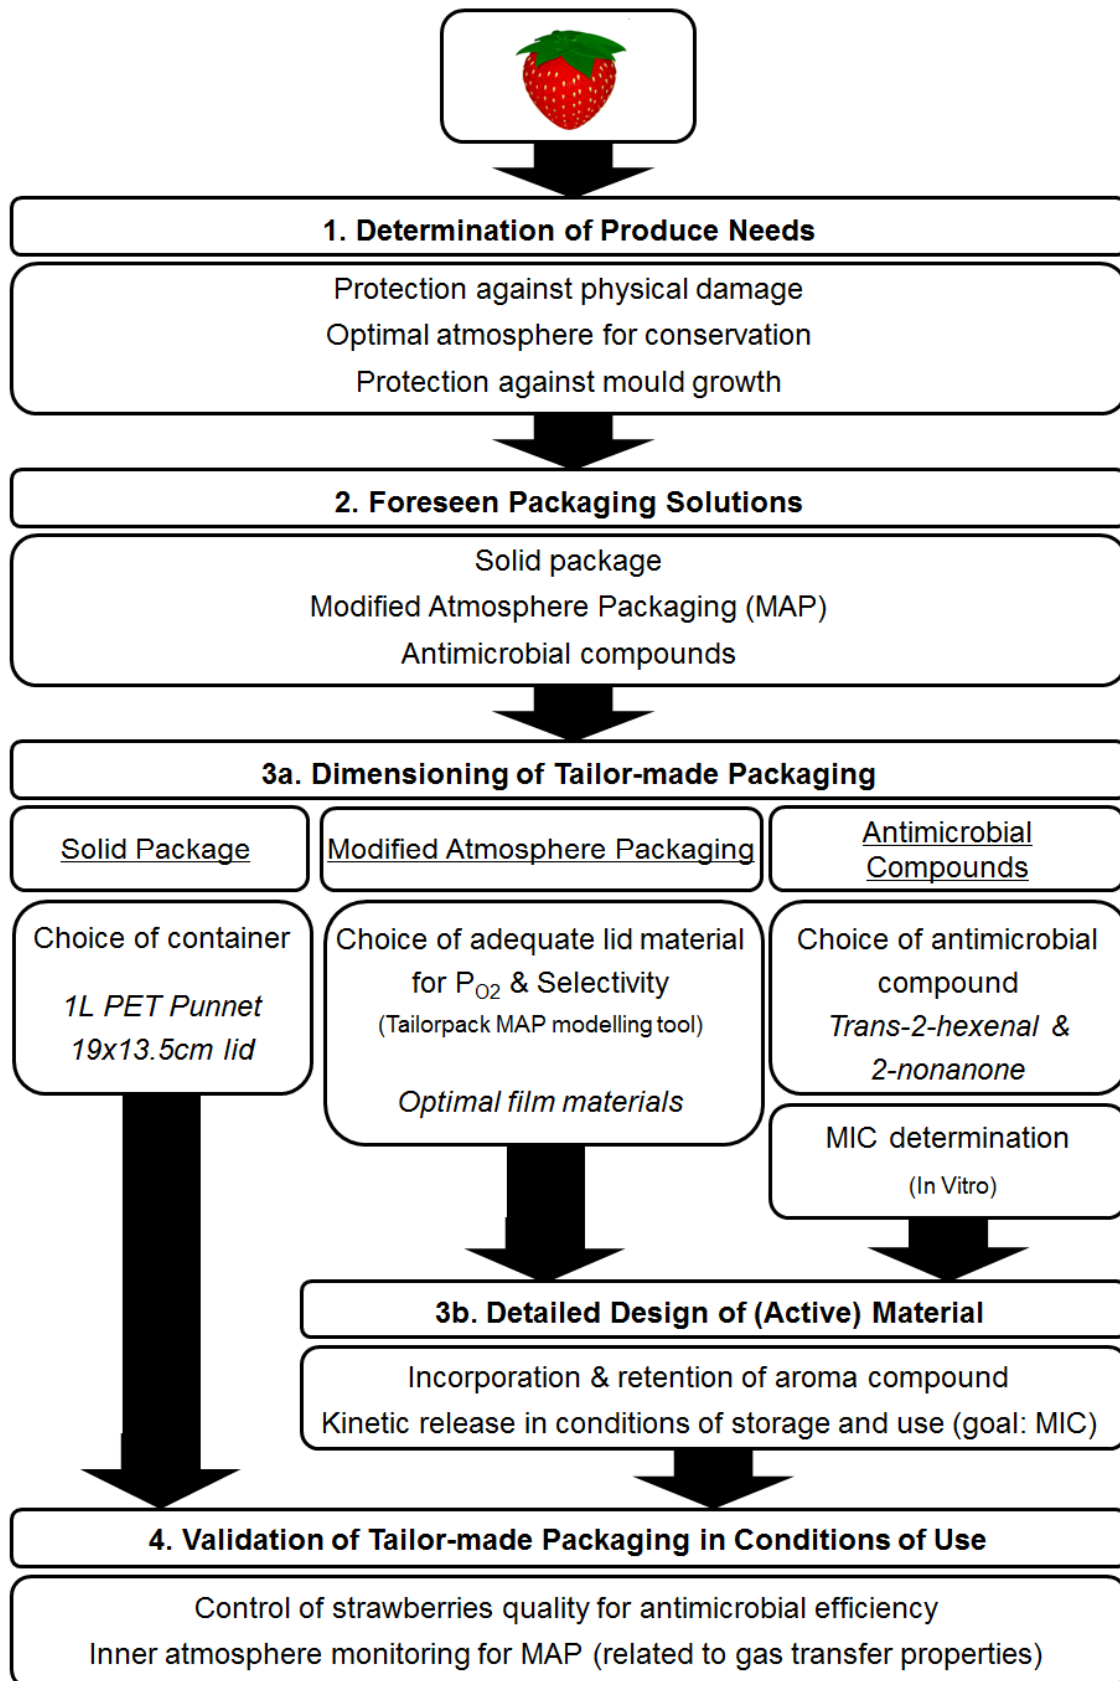 1. Determination of Produce Needs
Protection against physical damage
Optimal atmosphere for conservation
Protection against mould growth
2. Foreseen Packaging Solutions
Solid package
Modified Atmosphere Packaging (MAP)
Antimicrobial compounds
3a. Dimensioning of Tailor-made Packaging
Solid Package
Choice of container
1L PET Punnet
19x13.5cm lid
Modified Atmosphere Packaging
Choice of adequate lid material
for PO2 & Selectivity
(Tailorpack MAP modelling tool)
Optimal film materials
Antimicrobial
Compounds
Choice of antimicrobial
compound
Trans-2-hexenal &
2-nonanone
MIC determination
(In Vitro)
3b. Detailed Design of (Active) Material
Incorporation & retention of aroma compound
Kinetic release in conditions of storage and use (goal: MIC)
4. Validation of Tailor-made Packaging in Conditions of Use
Control of strawberries quality for antimicrobial efficiency
Inner atmosphere monitoring for MAP (related to gas transfer properties)